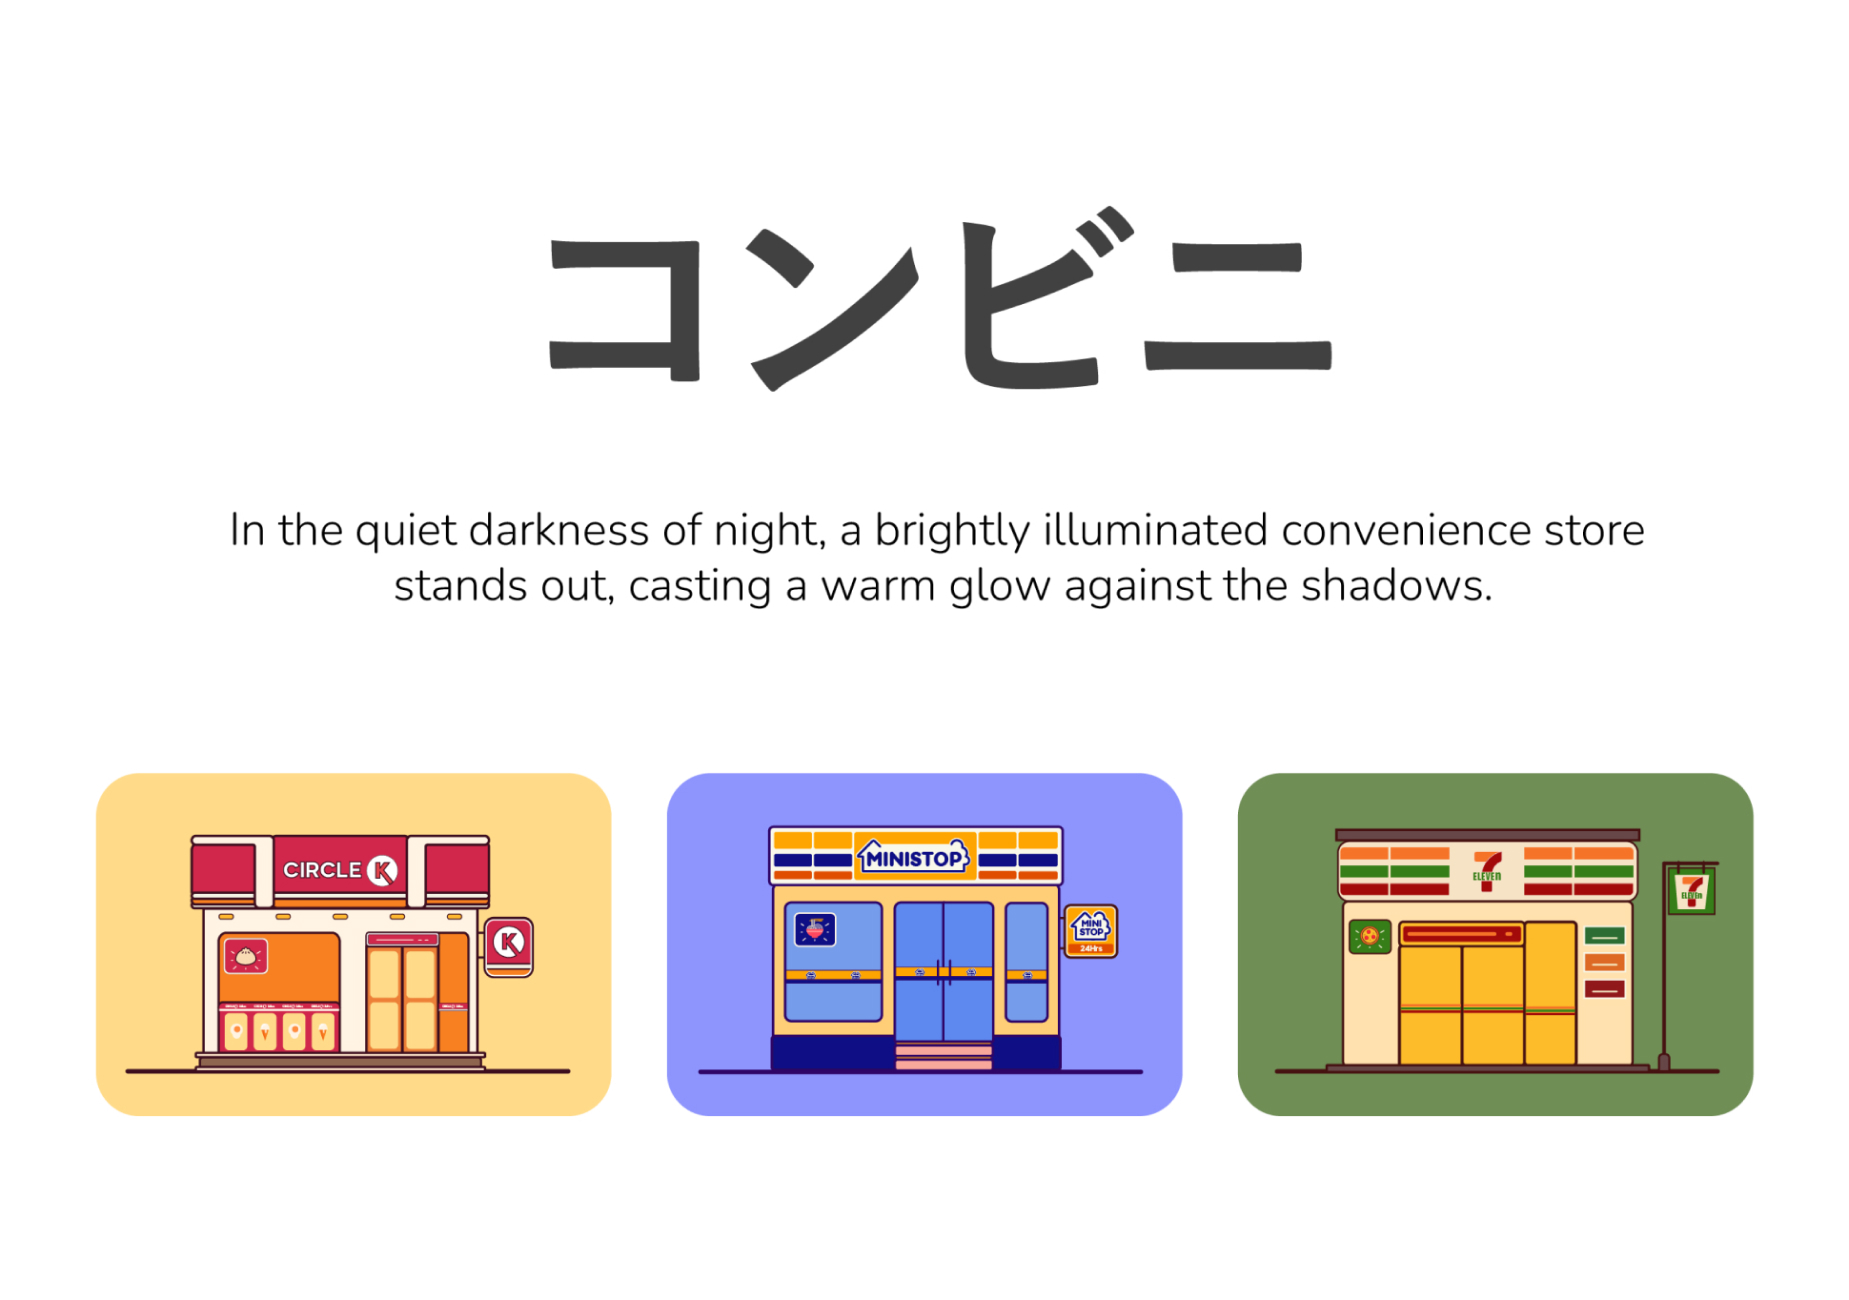 コンビニ
In the quiet darkness of night, a brightly illuminated convenience store
stands out, casting a warm glow against the shadows.
CIRCLE K
K
MINISTOP
MINI
STOP
24Hrs
7
ELEVEN
7
ELEVEN